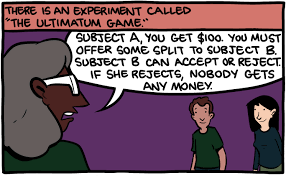 THERE IS AN EXPERIMENT CALLED
"THE ULTIMATUM GAME."
SUBJECT A, YOU GET $100. YOU MUST
OFFER SOME SPLIT TO SUBJECT B.
SUBJECT B CAN ACCEPT OR REJECT.
IF SHE REJECTS, NOBODY GETS
ANY MONEY.